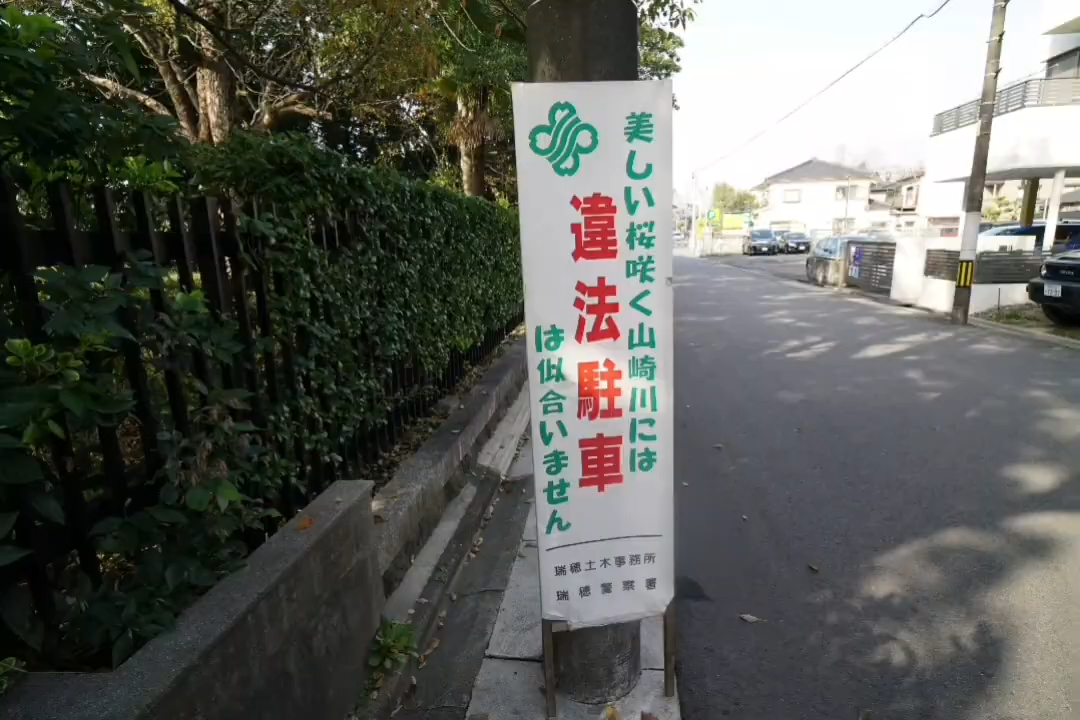 美しい桜咲く山崎川には
違法駐車
は似合いません
瑞穂土木事務所
瑞穂警察署